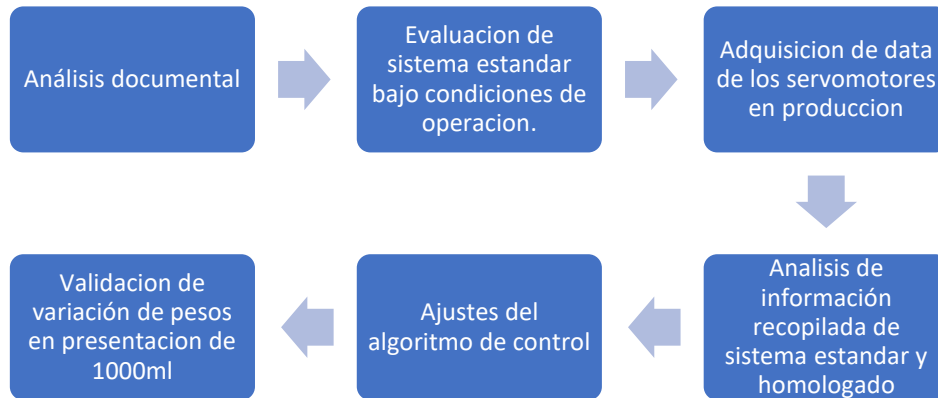 Análisis documental
Evaluacion de
sistema estandar
bajo condiciones de
operacion.
Adquisicion de data
de los servomotores
en produccion
Analisis de
información
recopilada de
sistema estandar y
homologado
Ajustes del
algoritmo de control
Validacion de
variación de pesos
en presentacion de
1000ml